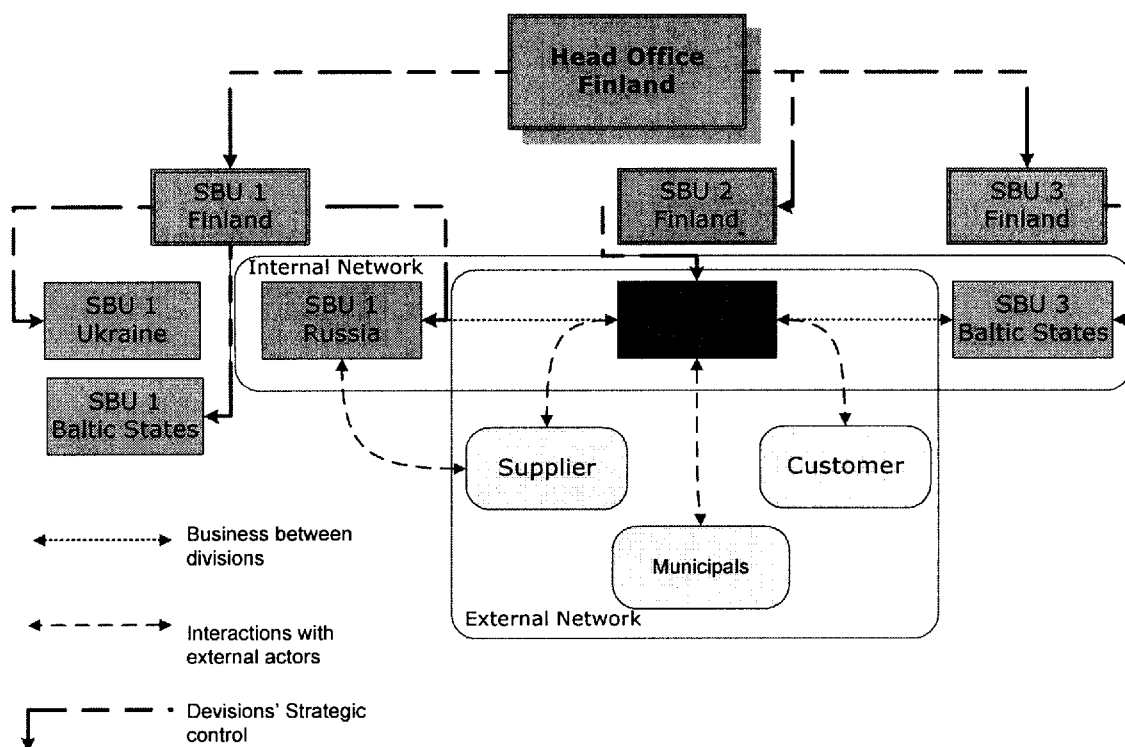 Head Office
Finland
SBU 1
Finland
SBU 2
Finland
SBU 3
Finland
Internal Network
SBU 1
Ukraine
SBU 1
Russia
SBU 3
Baltic States
SBU 1
Baltic States
Supplier
Customer
Municipals
External Network
Business between
divisions
Interactions with
external actors
Devisions' Strategic
control